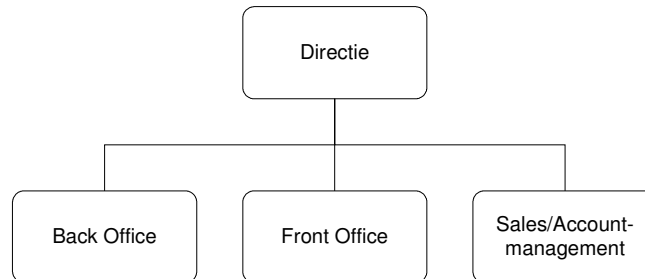 Directie
Back Office
Front Office
Sales/Account-
management